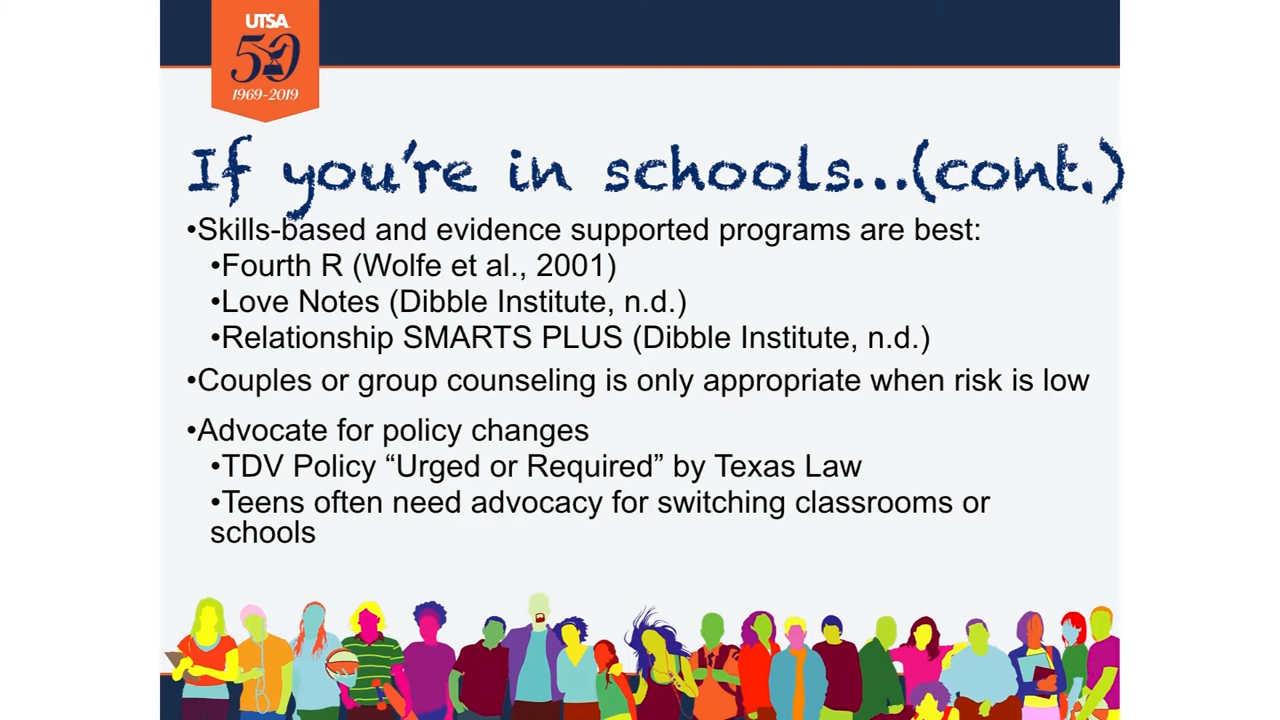 UTSA
50
1969-2019
If you're in schools...(cont.)
•Skills-based and evidence supported programs are best:
•Fourth R (Wolfe et al., 2001)
•Love Notes (Dibble Institute, n.d.)
•Relationship SMARTS PLUS (Dibble Institute, n.d.)
•Couples or group counseling is only appropriate when risk is low
•Advocate for policy changes
•TDV Policy “Urged or Required” by Texas Law
•Teens often need advocacy for switching classrooms or
schools